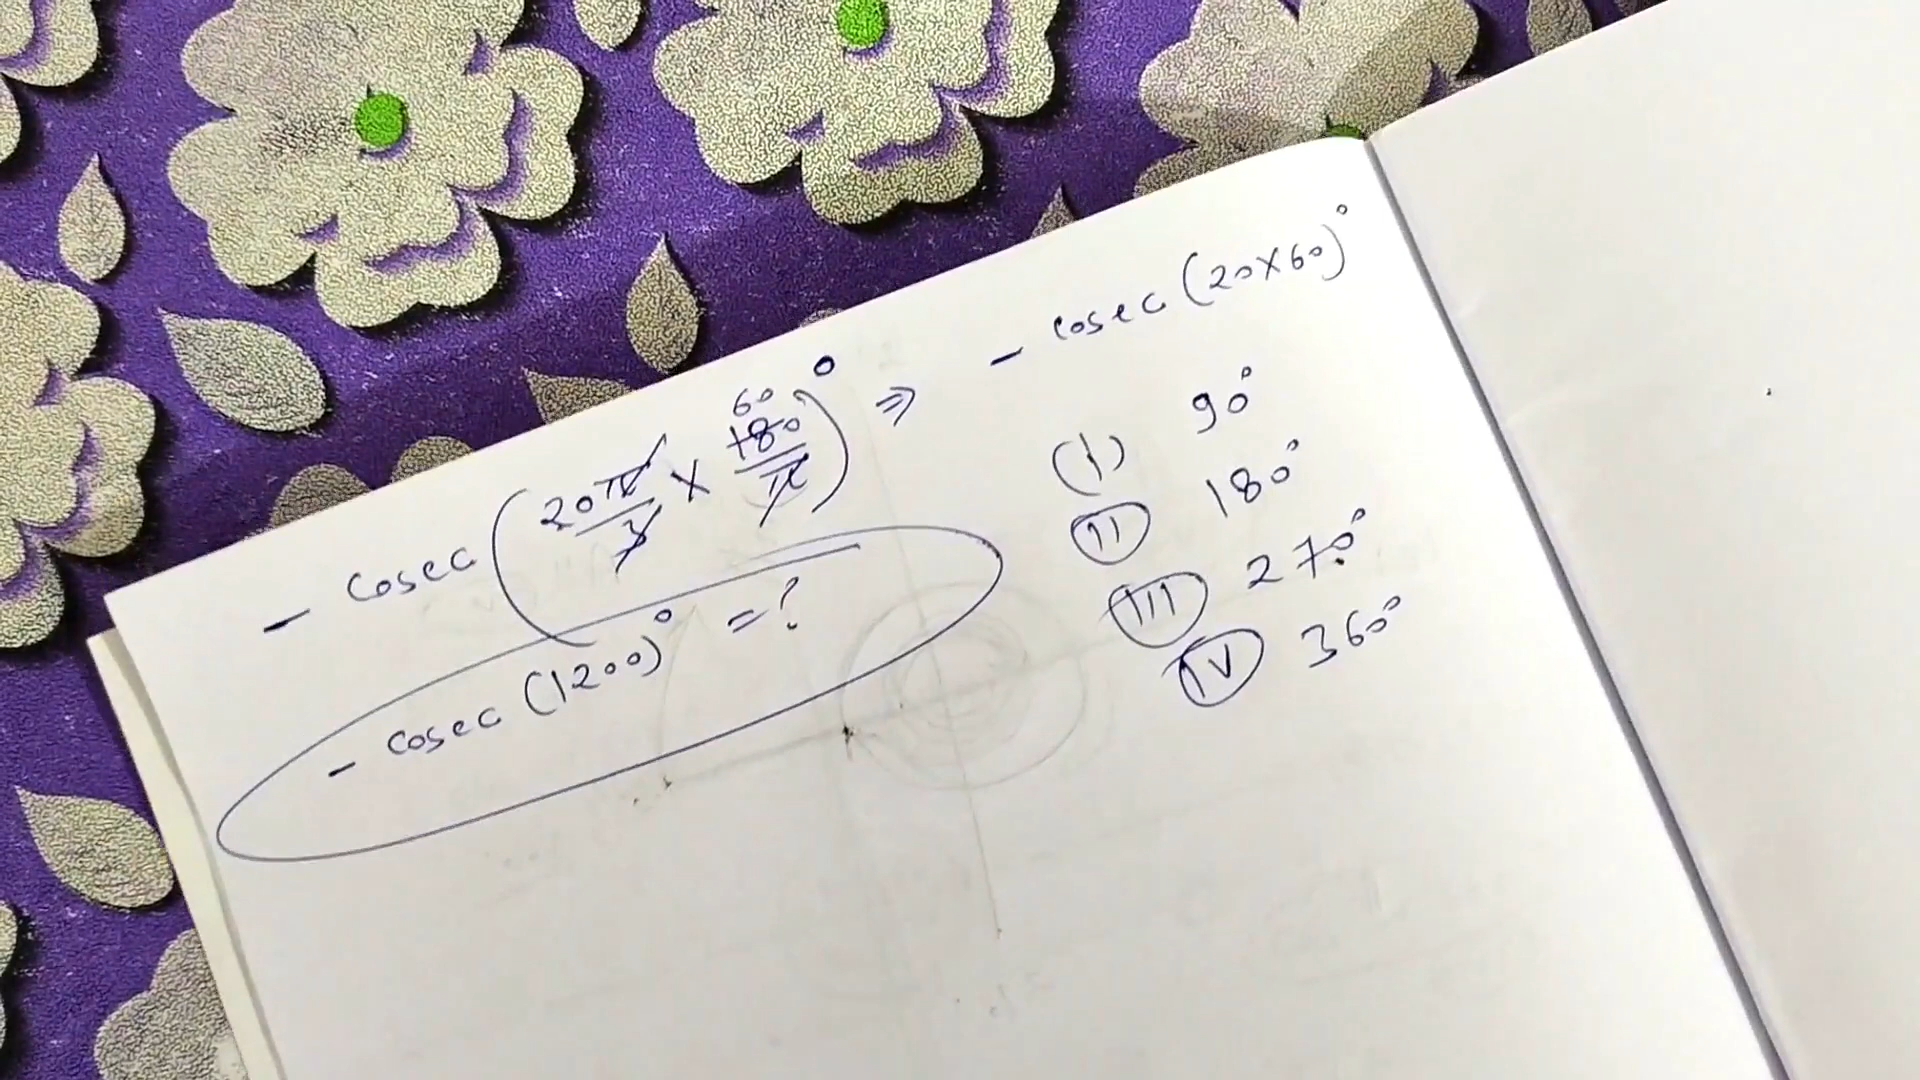 - cosec (20π/3 × 180/π)° ⇒ - cosec (20×60)°
60
- cosec (1200)° = ?
(I) 90°
II 180°
III 270°
IV 360°